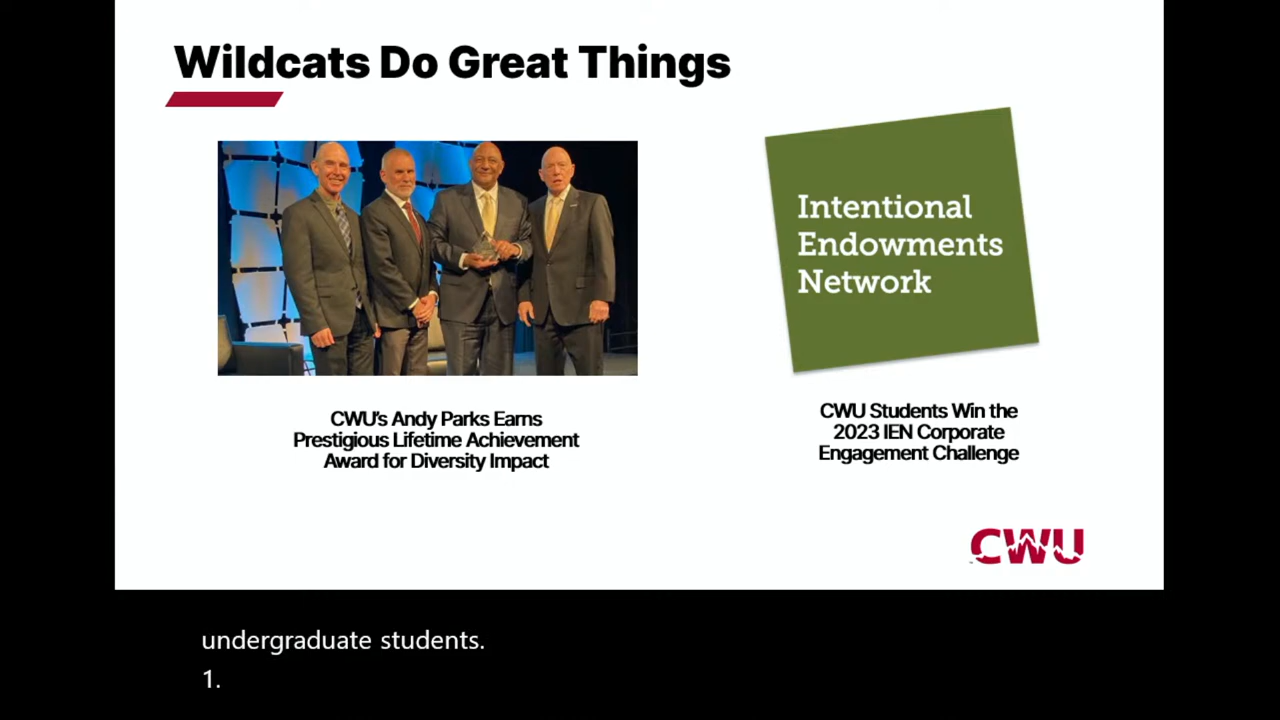 Wildcats Do Great Things
Intentional
Endowments
Network
CWU's Andy Parks Earns
Prestigious Lifetime Achievement
Award for Diversity Impact
CWU Students Win the
2023 IEN Corporate
Engagement Challenge
CWU
undergraduate students.
1.